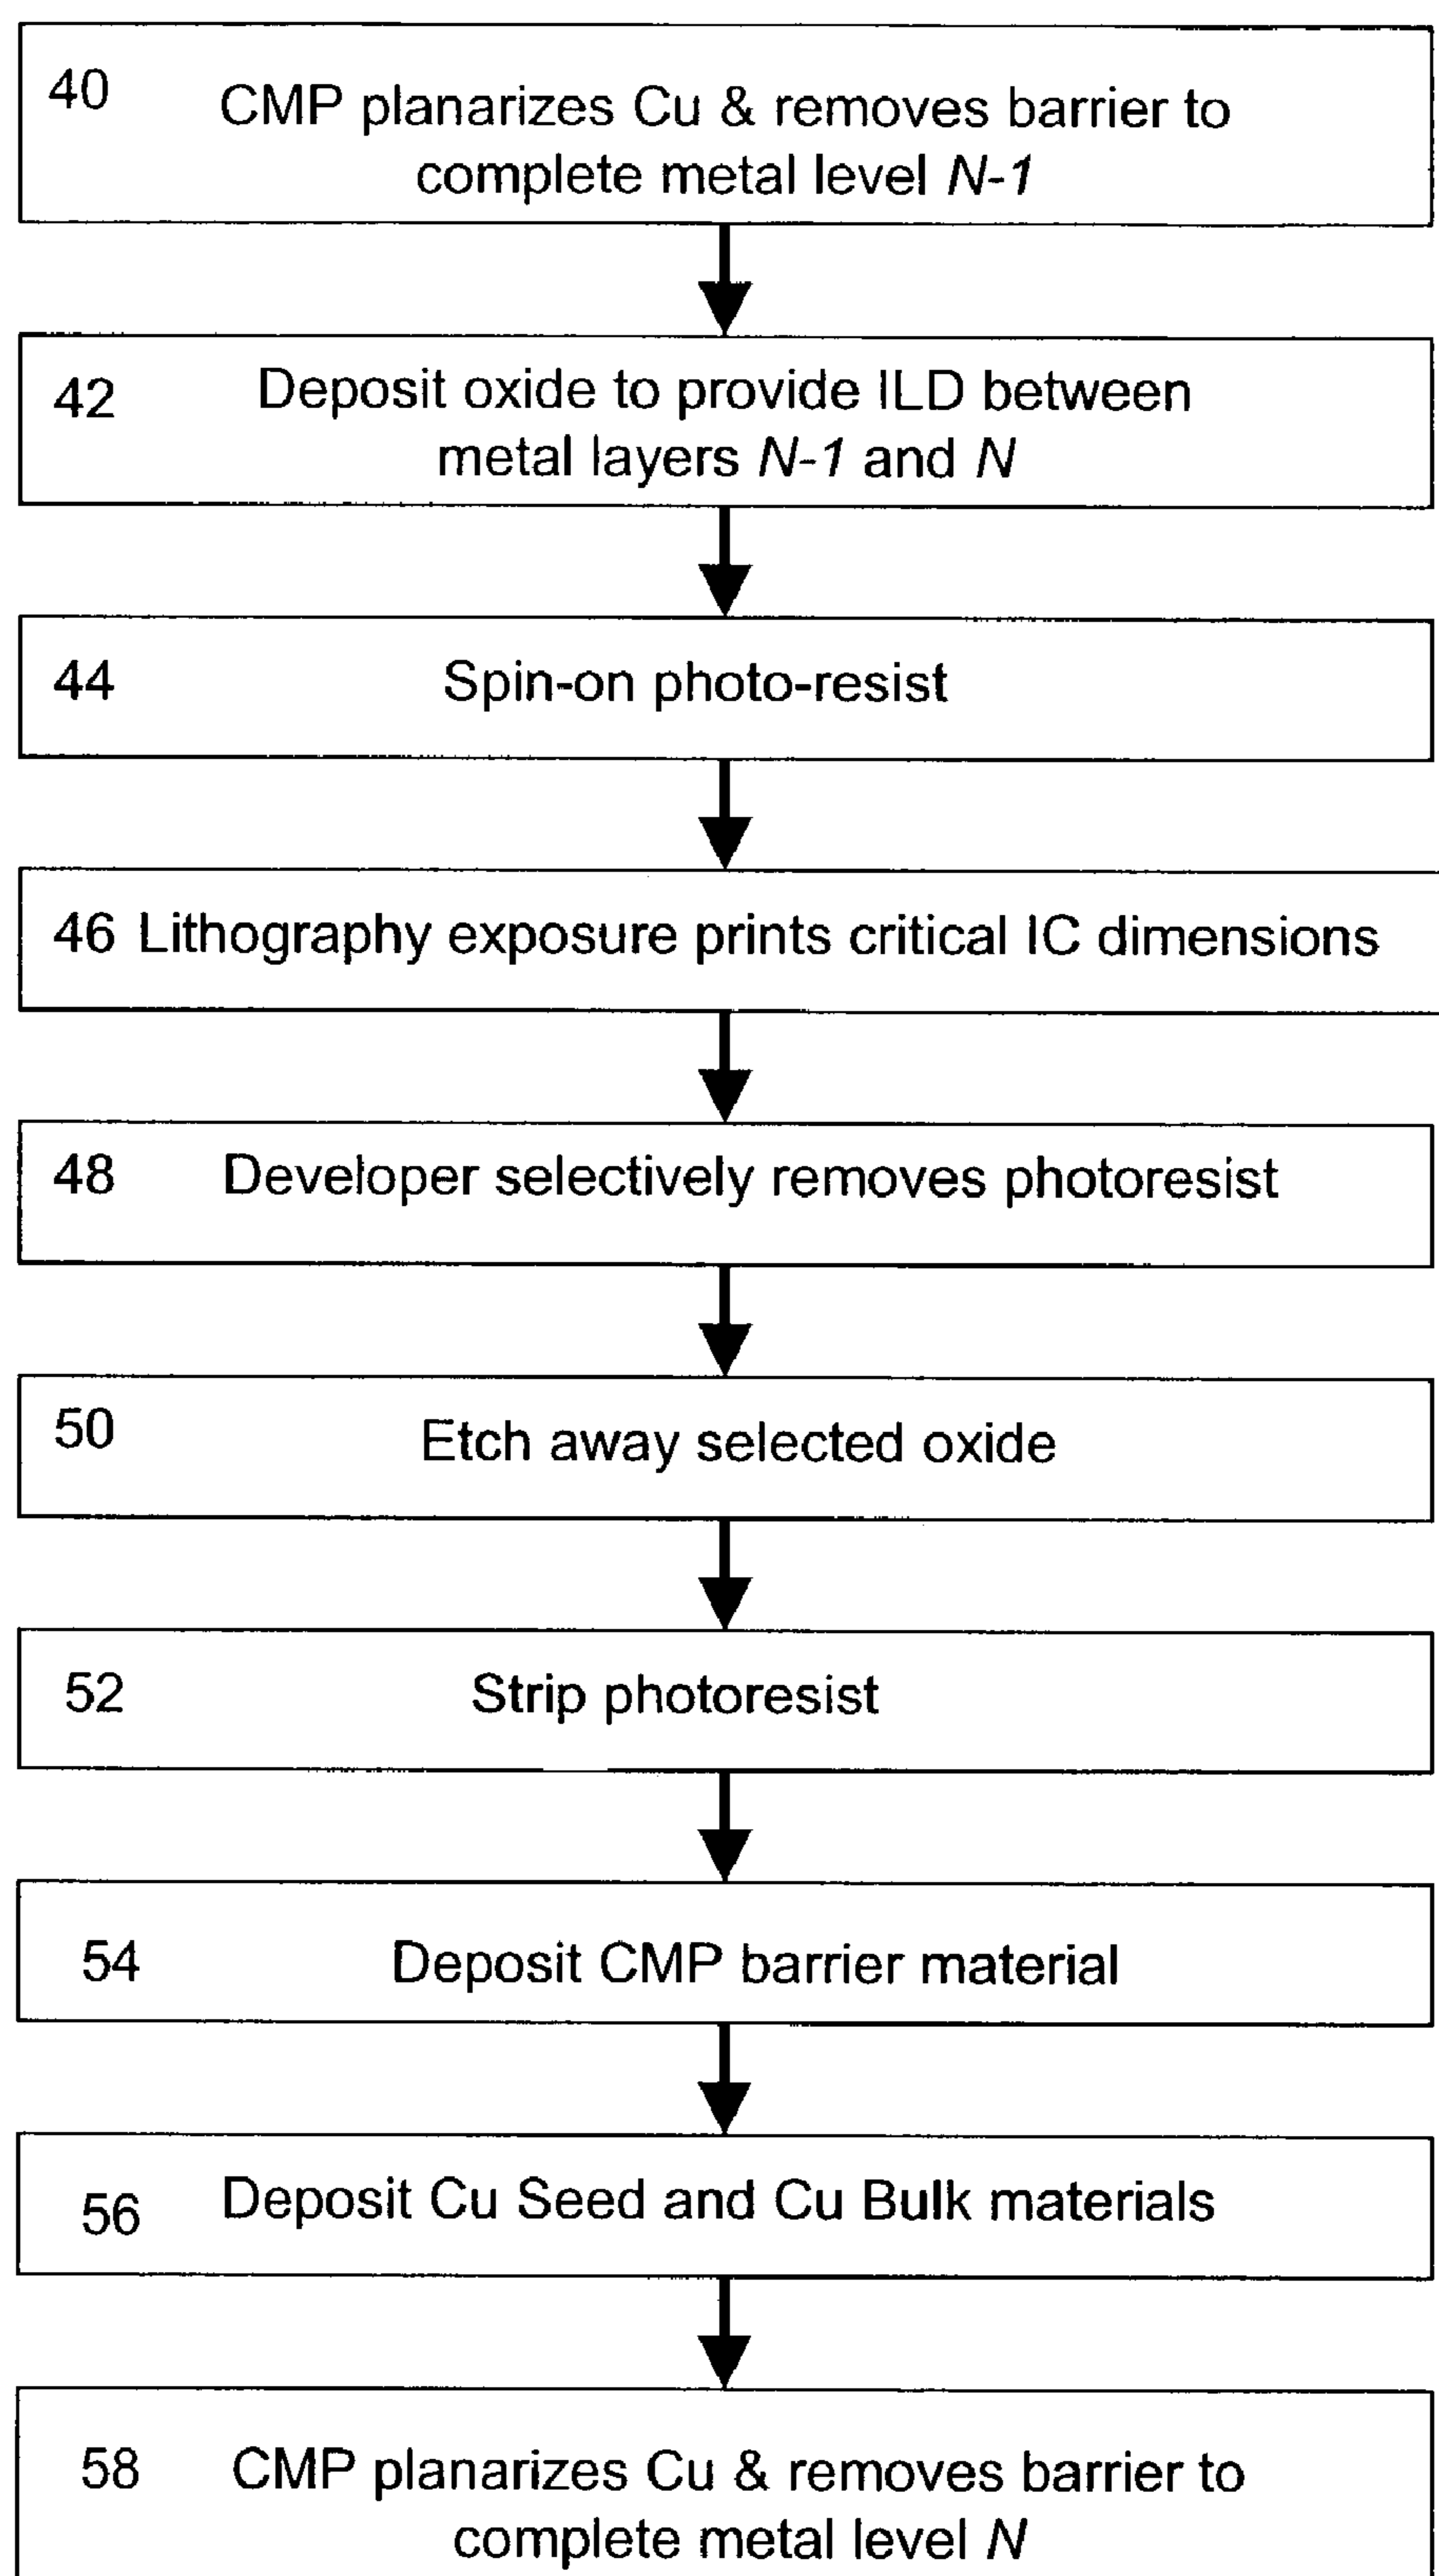 40 CMP planarizes Cu & removes barrier to
complete metal level N-1
42 Deposit oxide to provide ILD between
metal layers N-1 and N
44 Spin-on photo-resist
46 Lithography exposure prints critical IC dimensions
48 Developer selectively removes photoresist
50 Etch away selected oxide
52 Strip photoresist
54 Deposit CMP barrier material
56 Deposit Cu Seed and Cu Bulk materials
58 CMP planarizes Cu & removes barrier to
complete metal level N